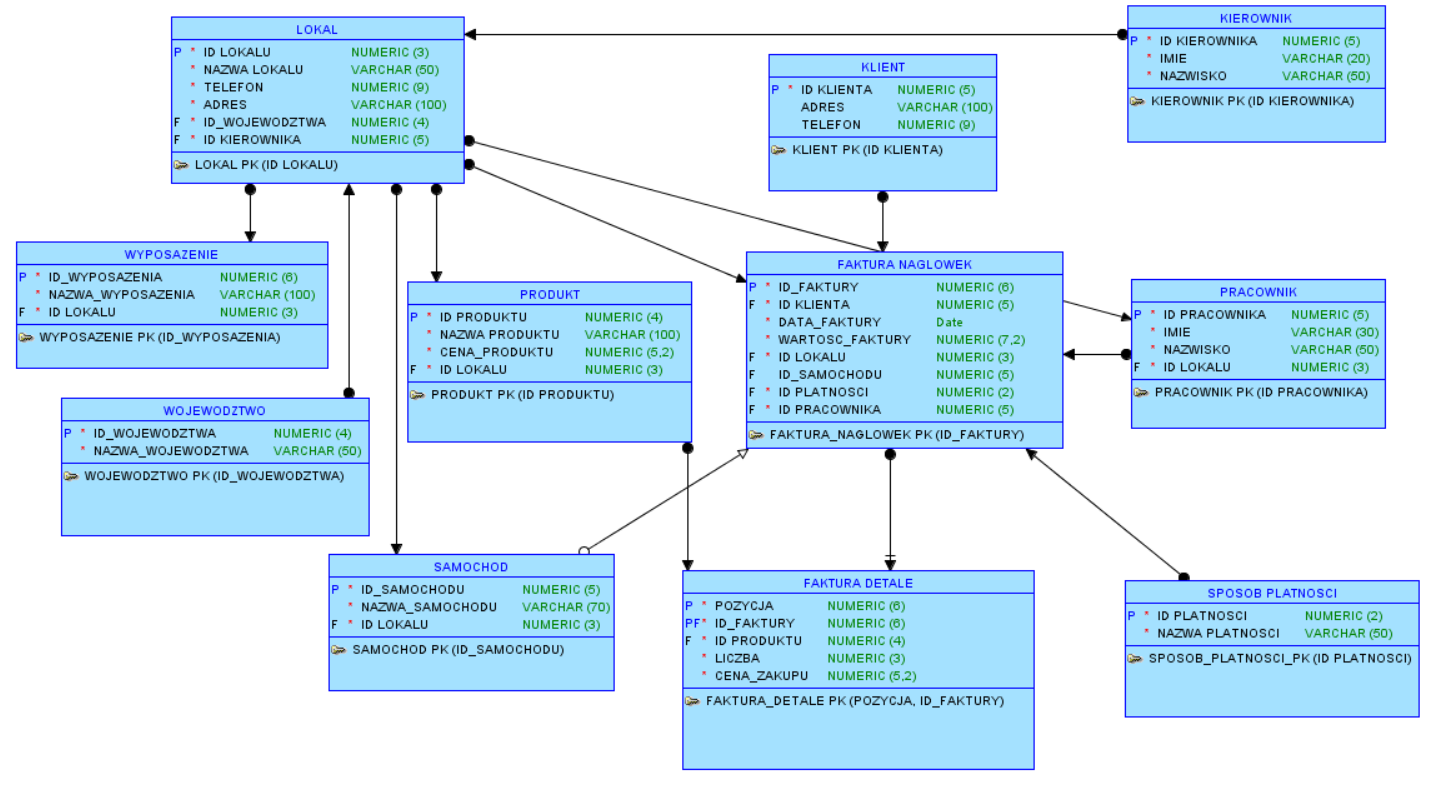 LOKAL
P * ID LOKALU NUMERIC (3)
* NAZWA LOKALU VARCHAR (50)
* TELEFON NUMERIC (9)
* ADRES VARCHAR (100)
F * ID_WOJEWODZTWA NUMERIC (4)
F * ID KIEROWNIKA NUMERIC (5)
LOKAL PK (ID LOKALU)
KIEROWNIK
P * ID KIEROWNIKA NUMERIC (5)
* IMIE VARCHAR (20)
* NAZWISKO VARCHAR (50)
KIEROWNIK PK (ID KIEROWNIKA)
KLIENT
P * ID KLIENTA NUMERIC (5)
ADRES VARCHAR (100)
TELEFON NUMERIC (9)
KLIENT PK (ID KLIENTA)
WYPOSAZENIE
P * ID_WYPOSAZENIA NUMERIC (6)
* NAZWA_WYPOSAZENIA VARCHAR (100)
F * ID LOKALU NUMERIC (3)
WYPOSAZENIE PK (ID_WYPOSAZENIA)
PRODUKT
P * ID PRODUKTU NUMERIC (4)
* NAZWA PRODUKTU VARCHAR (100)
* CENA_PRODUKTU NUMERIC (5,2)
F * ID LOKALU NUMERIC (3)
PRODUKT PK (ID PRODUKTU)
FAKTURA NAGLOWEK
P * ID_FAKTURY NUMERIC (6)
F * ID KLIENTA NUMERIC (5)
* DATA_FAKTURY Date
* WARTOSC_FAKTURY NUMERIC (7,2)
F * ID LOKALU NUMERIC (3)
F ID_SAMOCHODU NUMERIC (5)
F * ID PLATNOSCI NUMERIC (2)
F * ID PRACOWNIKA NUMERIC (5)
FAKTURA_NAGLOWEK PK (ID_FAKTURY)
PRACOWNIK
P * ID PRACOWNIKA NUMERIC (5)
* IMIE VARCHAR (30)
* NAZWISKO VARCHAR (50)
F * ID LOKALU NUMERIC (3)
PRACOWNIK PK (ID PRACOWNIKA)
WOJEWODZTWO
P * ID_WOJEWODZTWA NUMERIC (4)
* NAZWA_WOJEWODZTWA VARCHAR (50)
WOJEWODZTWO PK (ID_WOJEWODZTWA)
SAMOCHOD
P * ID_SAMOCHODU NUMERIC (5)
* NAZWA_SAMOCHODU VARCHAR (70)
F * ID LOKALU NUMERIC (3)
SAMOCHOD PK (ID_SAMOCHODU)
FAKTURA DETALE
P * POZYCJA NUMERIC (6)
PF* ID_FAKTURY NUMERIC (6)
F * ID PRODUKTU NUMERIC (4)
* LICZBA NUMERIC (3)
* CENA_ZAKUPU NUMERIC (5,2)
FAKTURA_DETALE PK (POZYCJA, ID_FAKTURY)
SPOSOB PLATNOSCI
P * ID PLATNOSCI NUMERIC (2)
* NAZWA PLATNOSCI VARCHAR (50)
SPOSOB_PLATNOSCI_PK (ID PLATNOSCI)